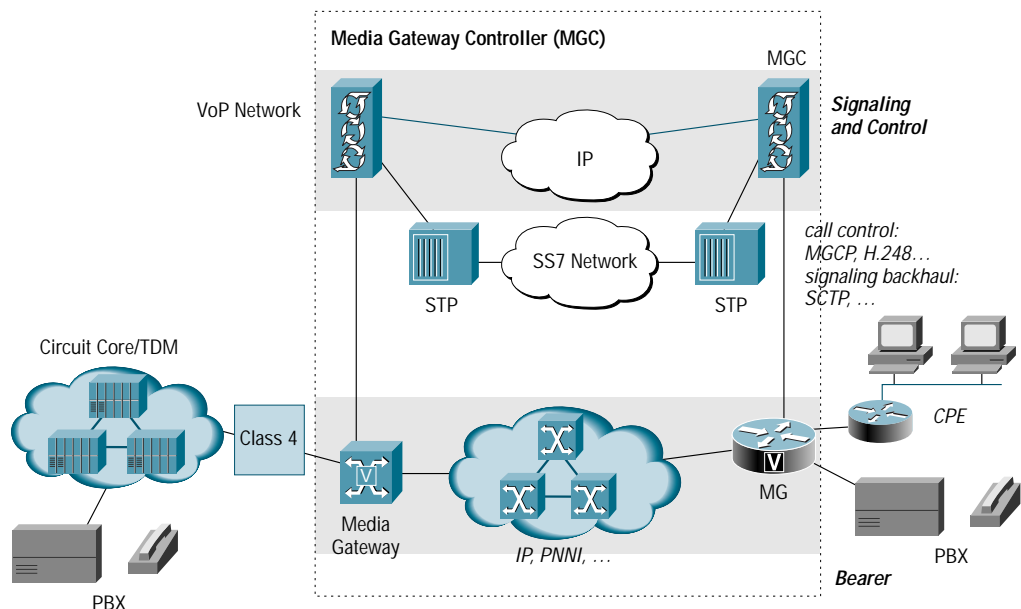 Media Gateway Controller (MGC)
MGC
VoP Network
Signaling
and Control
IP
call control:
MGCP, H.248…
signaling backhaul:
SCTP, …
SS7 Network
STP
STP
Circuit Core/TDM
Class 4
CPE
V
V
MG
Media
Gateway
IP, PNNI, …
PBX
Bearer
PBX